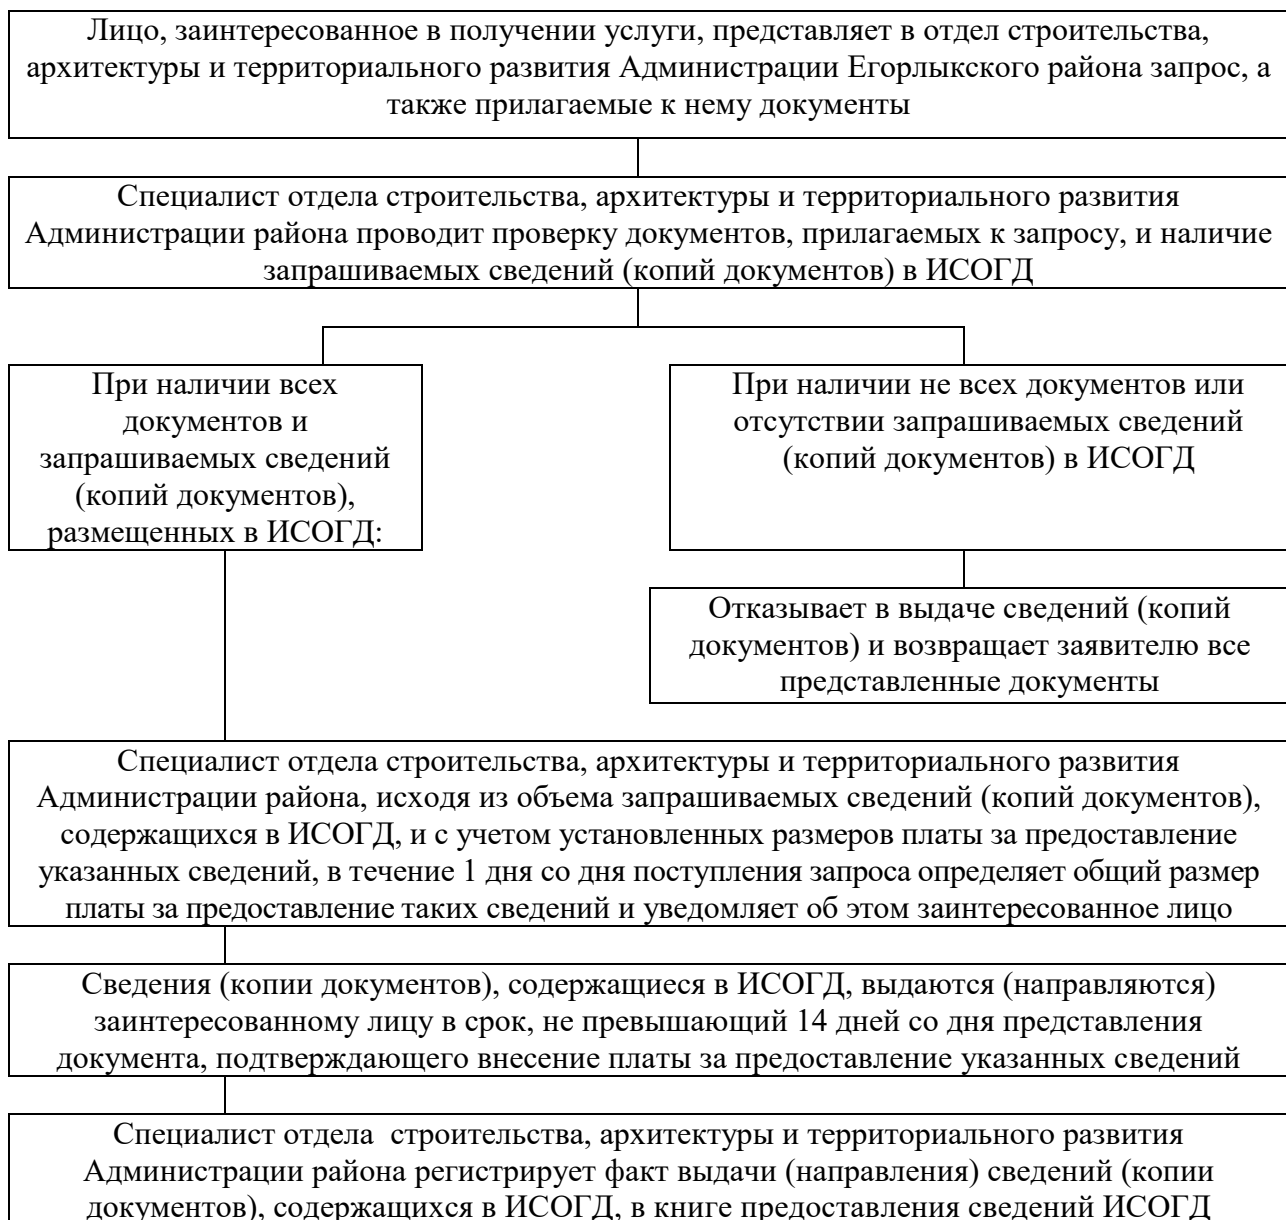 Лицо, заинтересованное в получении услуги, представляет в отдел строительства,
архитектуры и территориального развития Администрации Егорлыкского района запрос, а
также прилагаемые к нему документы
Специалист отдела строительства, архитектуры и территориального развития
Администрации района проводит проверку документов, прилагаемых к запросу, и наличие
запрашиваемых сведений (копий документов) в ИСОГД
При наличии всех
документов и
запрашиваемых сведений
(копий документов),
размещенных в ИСОГД:
При наличии не всех документов или
отсутствии запрашиваемых сведений
(копий документов) в ИСОГД
Отказывает в выдаче сведений (копий
документов) и возвращает заявителю все
представленные документы
Специалист отдела строительства, архитектуры и территориального развития
Администрации района, исходя из объема запрашиваемых сведений (копий документов),
содержащихся в ИСОГД, и с учетом установленных размеров платы за предоставление
указанных сведений, в течение 1 дня со дня поступления запроса определяет общий размер
платы за предоставление таких сведений и уведомляет об этом заинтересованное лицо
Сведения (копии документов), содержащиеся в ИСОГД, выдаются (направляются)
заинтересованному лицу в срок, не превышающий 14 дней со дня представления
документа, подтверждающего внесение платы за предоставление указанных сведений
Специалист отдела строительства, архитектуры и территориального развития
Администрации района регистрирует факт выдачи (направления) сведений (копии
документов), содержащихся в ИСОГД, в книге предоставления сведений ИСОГД